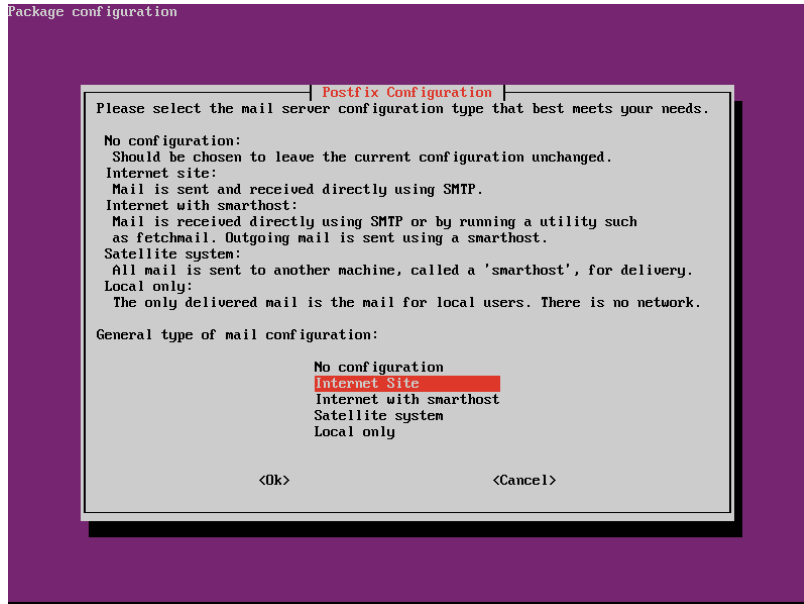 Package configuration
Postfix Configuration
Please select the mail server configuration type that best meets your needs.
No configuration:
Should be chosen to leave the current configuration unchanged.
Internet site:
Mail is sent and received directly using SMTP.
Internet with smarthost:
Mail is received directly using SMTP or by running a utility such
as fetchmail. Outgoing mail is sent using a smarthost.
Satellite system:
All mail is sent to another machine, called a 'smarthost', for delivery.
Local only:
The only delivered mail is the mail for local users. There is no network.
General type of mail configuration:
No configuration
Internet Site
Internet with smarthost
Satellite system
Local only
<Ok> <Cancel>